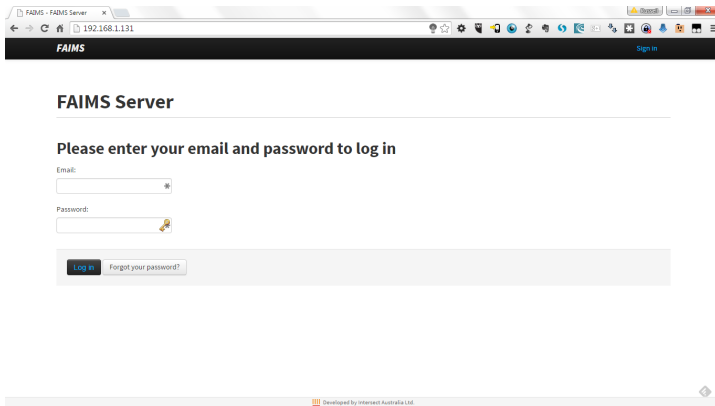 FAIMS - FAIMS Server
192.168.1.131
FAIMS
Sign in
FAIMS Server
Please enter your email and password to log in
Email:
Password:
Log in
Forgot your password?
Developed by Intersect Australia Ltd.